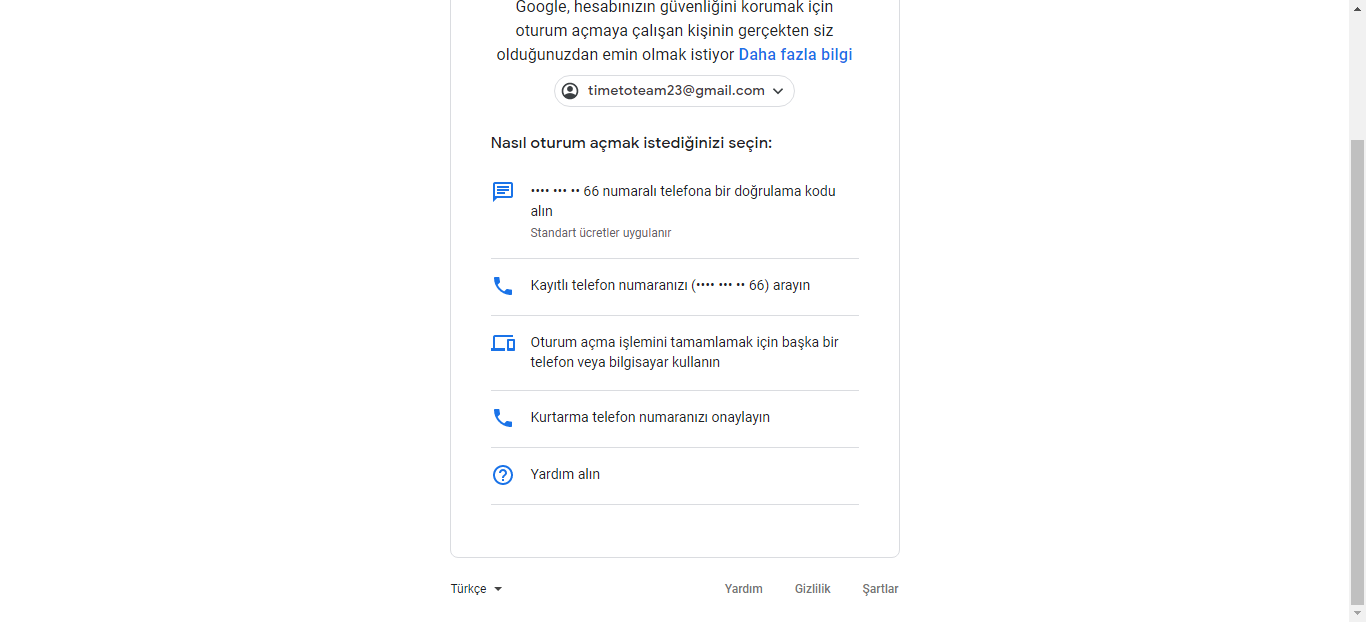 Google, hesabınızın güvenliğini korumak için
oturum açmaya çalışan kişinin gerçekten siz
olduğunuzdan emin olmak istiyor Daha fazla bilgi
timetoteam23@gmail.com
Nasıl oturum açmak istediğinizi seçin:
•••• ••• •• 66 numaralı telefona bir doğrulama kodu
alın
Standart ücretler uygulanır
Kayıtlı telefon numaranızı (•••• ••• •• 66) arayın
Oturum açma işlemini tamamlamak için başka bir
telefon veya bilgisayar kullanın
Kurtarma telefon numaranızı onaylayın
Yardım alın
Türkçe
Yardım
Gizlilik
Şartlar